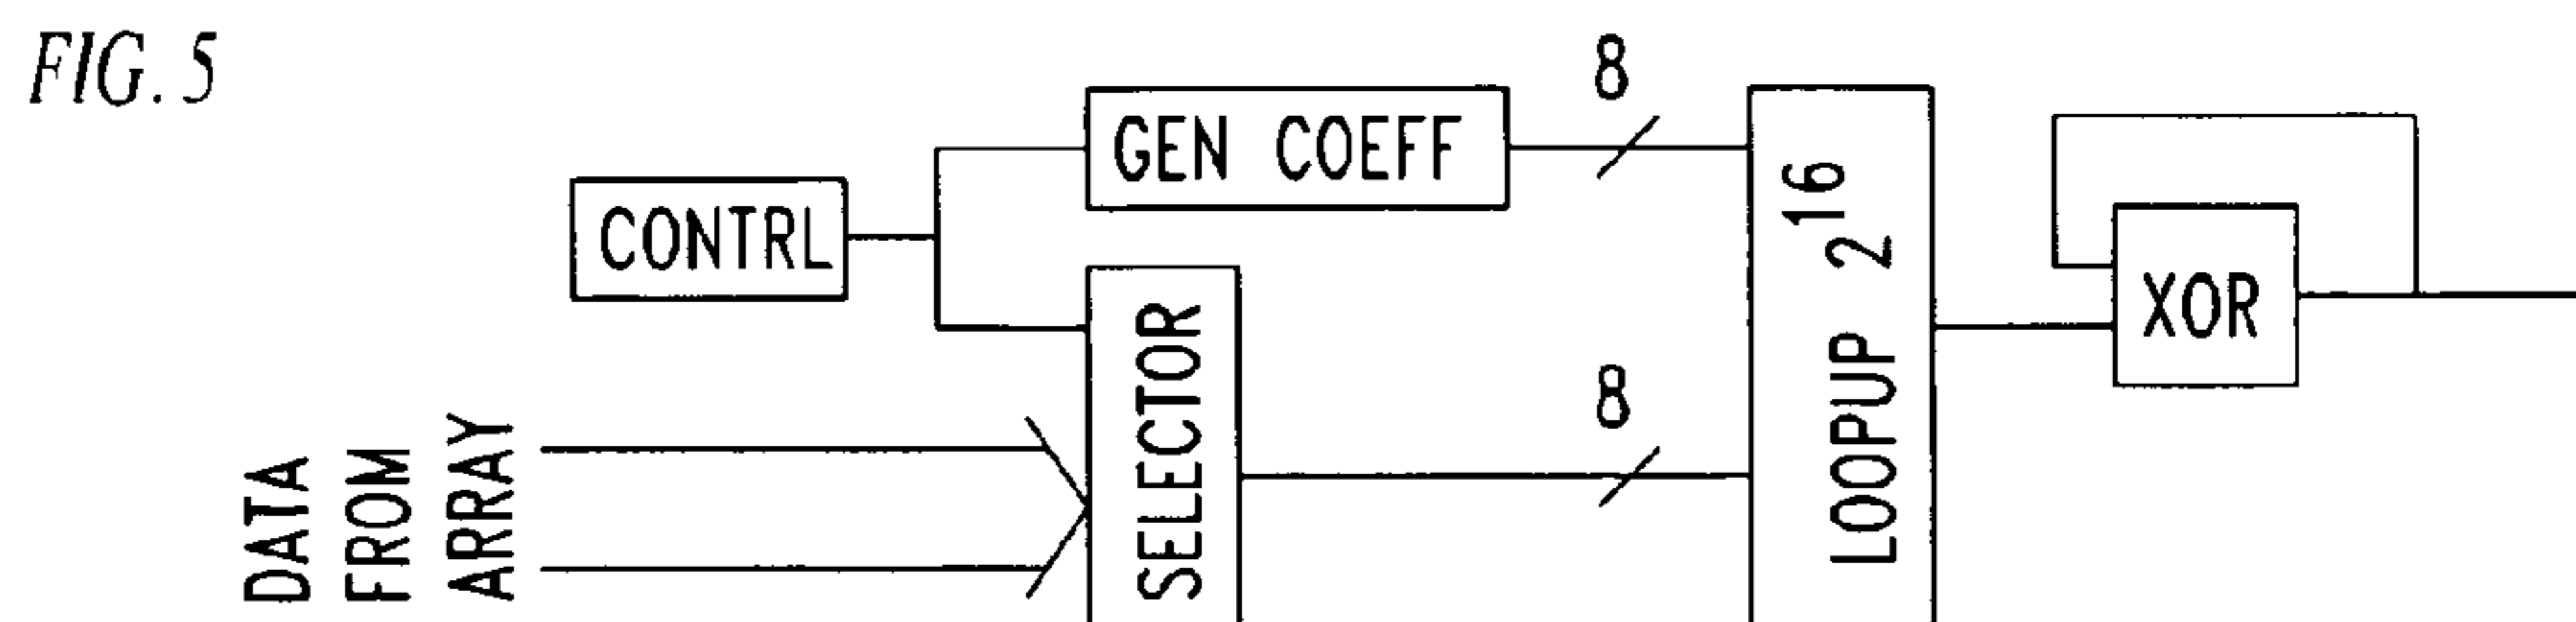 FIG. 5
8
GEN COEFF
CONTRL
SELECTOR
8
LOOPUP 2^16
XOR
DATA
FROM
ARRAY